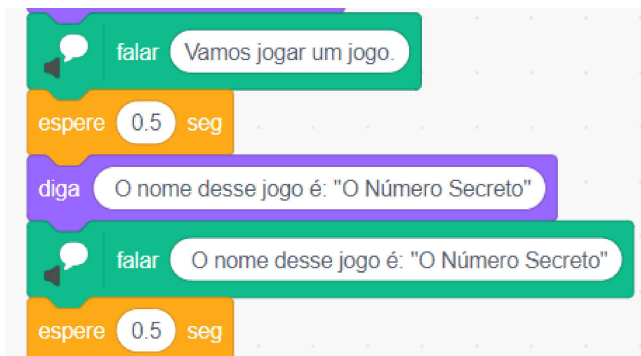 falar Vamos jogar um jogo.
espere 0.5 seg
diga O nome desse jogo é: "O Número Secreto"
falar O nome desse jogo é: "O Número Secreto"
espere 0.5 seg